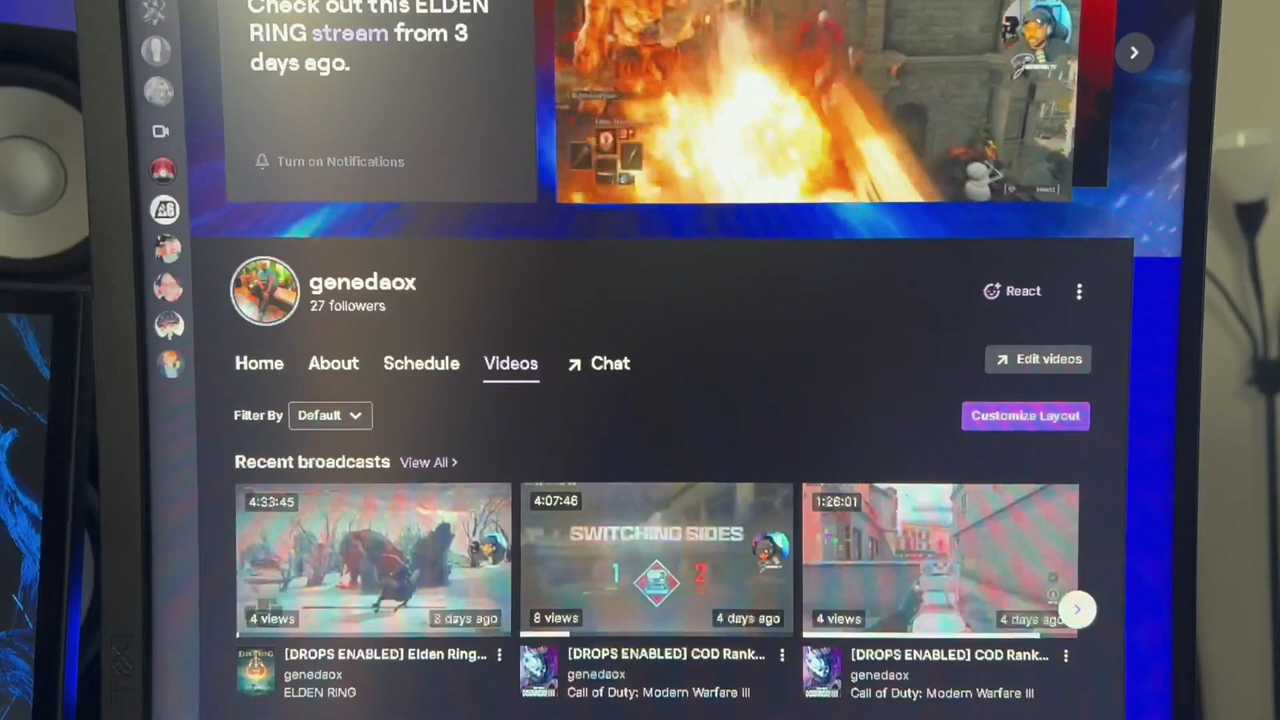 Check out this ELDEN
RING stream from 3
days ago.
Turn on Notifications
genedaox
27 followers
React
Home About Schedule Videos Chat
Edit videos
Filter By Default
Customize Layout
Recent broadcasts View All
4:33:45
4 views
3 days ago
4:07:46
SWITCHING SIDES
1 2
8 views
4 days ago
1:26:01
4 views
4 days ago
[DROPS ENABLED] Elden Ring...
genedaox
ELDEN RING
[DROPS ENABLED] COD Rank...
genedaox
Call of Duty: Modern Warfare III
[DROPS ENABLED] COD Rank...
genedaox
Call of Duty: Modern Warfare III